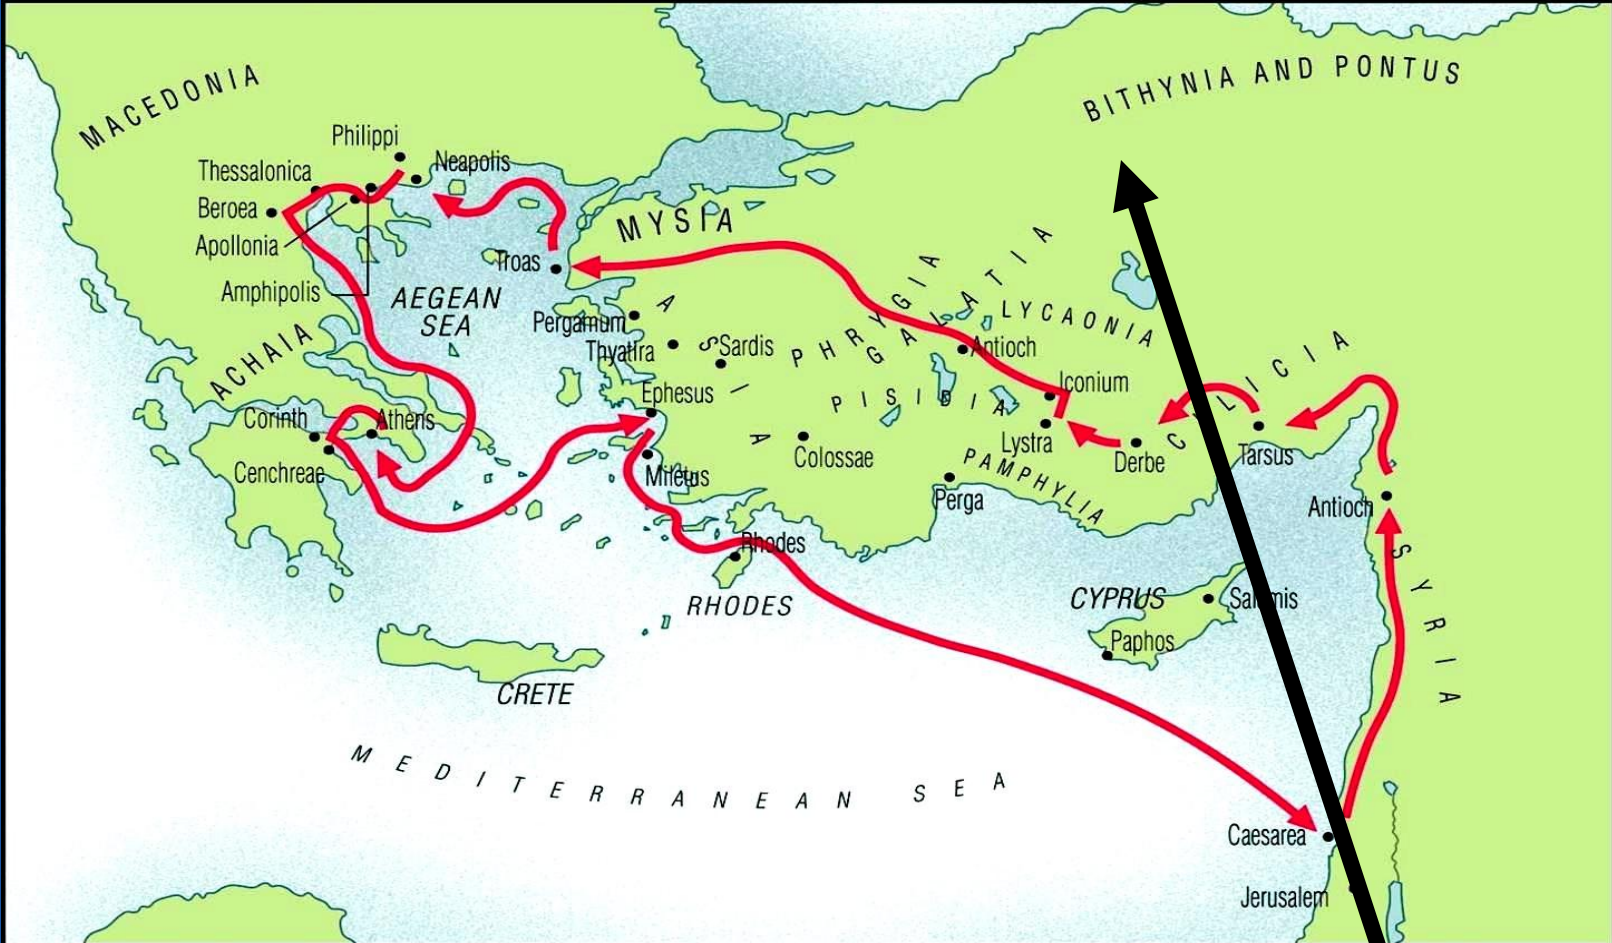 BITHYNIA AND PONTUS
MACEDONIA
Philippi
Neapolis
Thessalonica
Beroea
Apollonia
Amphipolis
MYSIA
Troas
AEGEAN
SEA
Pergamum
Thyatira
Sardis
ASIA
PHRYGIA
GALATIA
LYCAONIA
Antioch
PISIDIA
Iconium
Lystra
Derbe
CILICIA
Tarsus
ACHAIA
Corinth
Athens
Cenchreae
Ephesus
Miletus
Colossae
Perga
PAMPHYLIA
Antioch
SYRIA
Rhodes
RHODES
CYPRUS
Salamis
Paphos
CRETE
MEDITERRANEAN SEA
Caesarea
Jerusalem